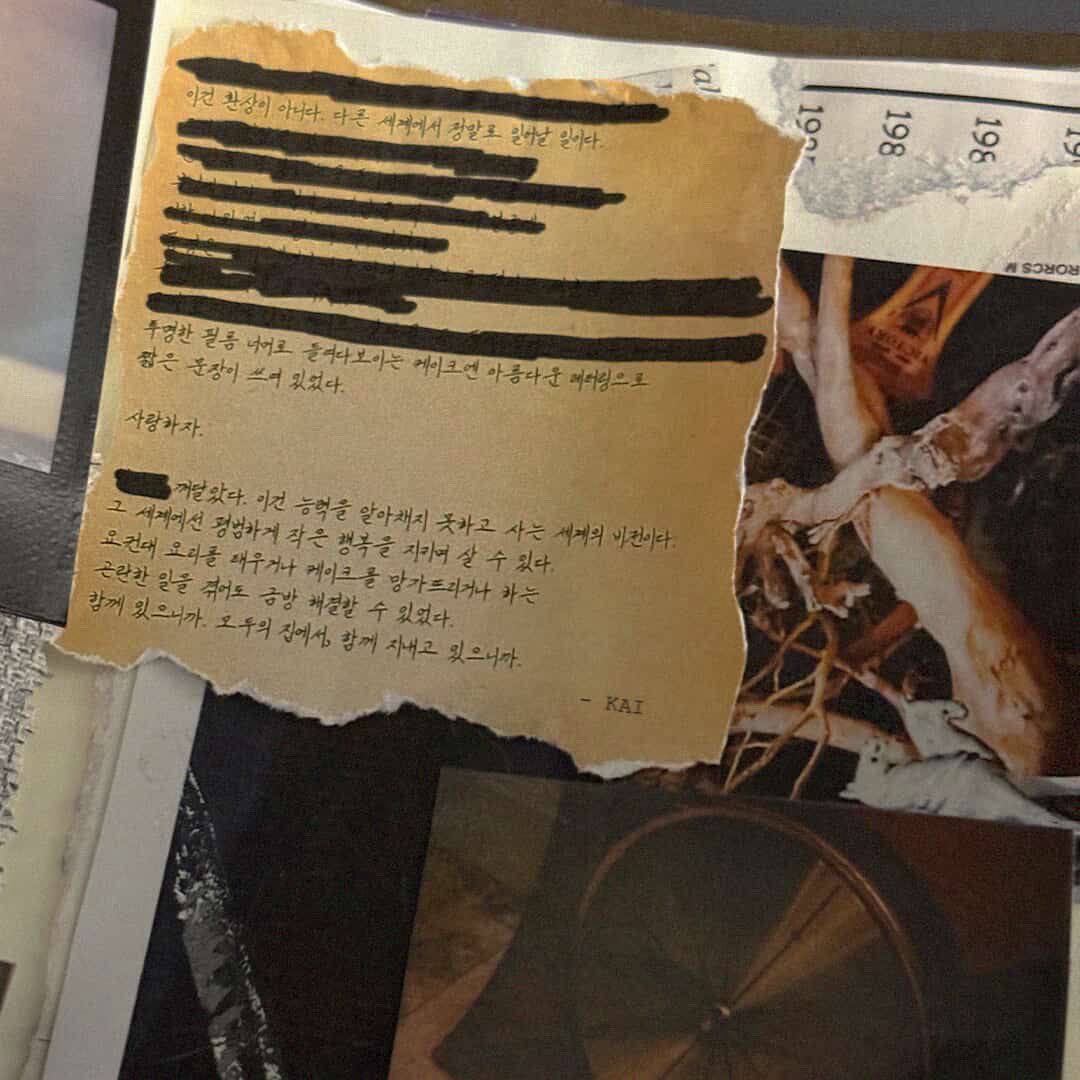 이건 환상이 아니다. 다른 세계에서 정말로 일어날 일이다.
투명한 필름 너머로 들여다보이는 케이크엔 아름다운 레터링으로
짧은 문장이 쓰여 있었다.
사랑하자.
깨달았다. 이건 능력을 알아채지 못하고 사는 세계의 비전이다.
그 세계에선 평범하게 작은 행복을 지키며 살 수 있다.
요컨대 요리를 태우거나 케이크를 망가뜨리거나 하는
곤란한 일을 겪어도 금방 해결할 수 있었다.
함께 있으니까. 모두의 집에서, 함께 지내고 있으니까.
- KAI
198
198